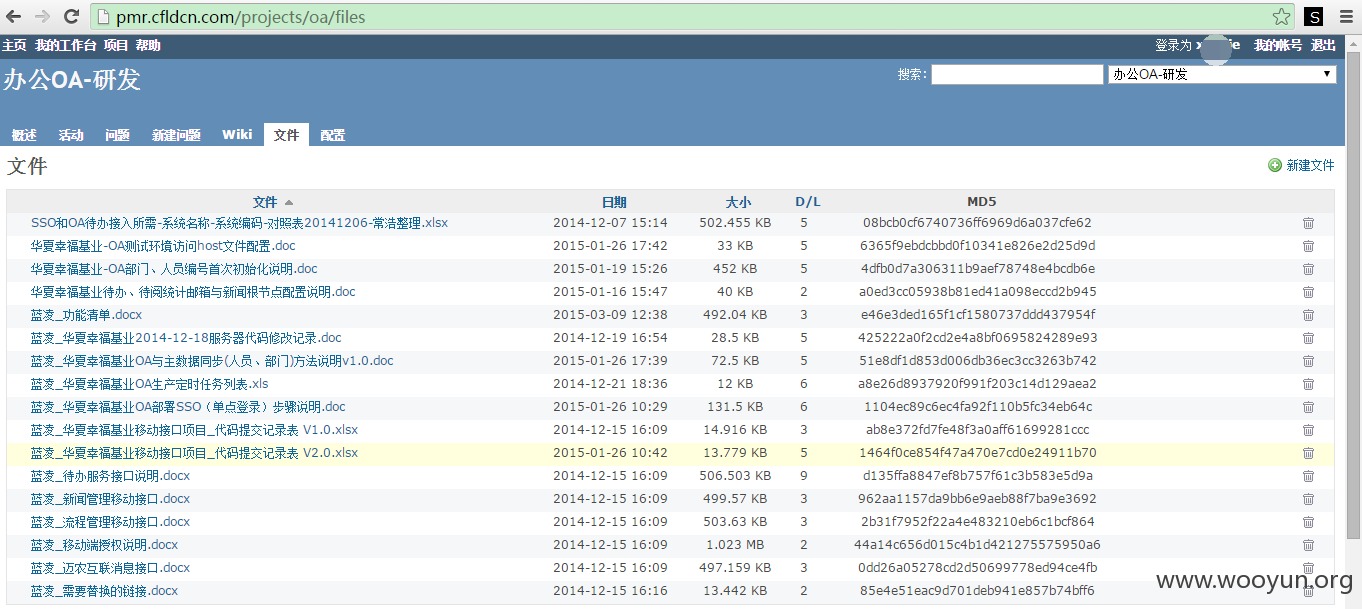 pmr.cfldcn.com/projects/oa/files
主页 我的工作台 项目 帮助 登录为 我的帐号 退出
办公OA-研发 搜索: 办公OA-研发
概述 活动 问题 新建问题 Wiki 文件 配置
文件 新建文件
文件 日期 大小 D/L MD5
SSO和OA待办接入所需-系统名称-系统编码-对照表20141206-常浩整理.xlsx 2014-12-07 15:14 502.455 KB 5 08bcb0cf6740736ff6969d6a037cfe62
华夏幸福基业-OA测试环境访问host文件配置.doc 2015-01-26 17:42 33 KB 5 6365f9ebdcbbd0f10341e826e2d25d9d
华夏幸福基业-OA部门、人员编号首次初始化说明.doc 2015-01-19 15:26 452 KB 5 4dfb0d7a306311b9aef78748e4bcdb6e
华夏幸福基业待办、待阅统计邮箱与新闻根节点配置说明.doc 2015-01-16 15:47 40 KB 2 a0ed3cc05938b81ed41a098eccd2b945
蓝凌_功能清单.docx 2015-03-09 12:38 492.04 KB 3 e46e3ded165f1cf1580737ddd437954f
蓝凌_华夏幸福基业2014-12-18服务器代码修改记录.doc 2014-12-19 16:54 28.5 KB 5 425222a0f2cd2e4a8bf0695824289e93
蓝凌_华夏幸福基业OA与主数据同步(人员、部门)方法说明v1.0.doc 2015-01-26 17:39 72.5 KB 5 51e8df1d853d006db36ec3cc3263b742
蓝凌_华夏幸福基业OA生产定时任务列表.xls 2014-12-21 18:36 12 KB 6 a8e26d8937920f991f203c14d129aea2
蓝凌_华夏幸福基业OA部署SSO（单点登录）步骤说明.doc 2015-01-26 10:29 131.5 KB 6 1104ec89c6ec4fa92f110b5fc34eb64c
蓝凌_华夏幸福基业移动接口项目_代码提交记录表 V1.0.xlsx 2014-12-15 16:09 14.916 KB 3 ab8e372fd7fe48f3a0aff61699281ccc
蓝凌_华夏幸福基业移动接口项目_代码提交记录表 V2.0.xlsx 2015-01-26 10:42 13.779 KB 5 1464f0ce854f47a470e7cd0e24911b70
蓝凌_待办服务接口说明.docx 2014-12-15 16:09 506.503 KB 9 d135ffa8847ef8b757f61c3b583e5d9a
蓝凌_新闻管理移动接口.docx 2014-12-15 16:09 499.57 KB 3 962aa1157da9bb6e9aeb88f7ba9e3692
蓝凌_流程管理移动接口.docx 2014-12-15 16:09 503.63 KB 3 2b31f7952f22a4e483210eb6c1bcf864
蓝凌_移动端授权说明.docx 2014-12-15 16:09 1.023 MB 2 44a14c656d015c4b1d421275575950a6
蓝凌_迈农互联消息接口.docx 2014-12-15 16:09 497.159 KB 3 0dd26a05278cd2d50699778ed94ce4fb
蓝凌_需要替换的链接.docx 2014-12-15 16:16 13.442 KB 2 85e4e51eac9d701deb941e857b74bff6
www.wooyun.org